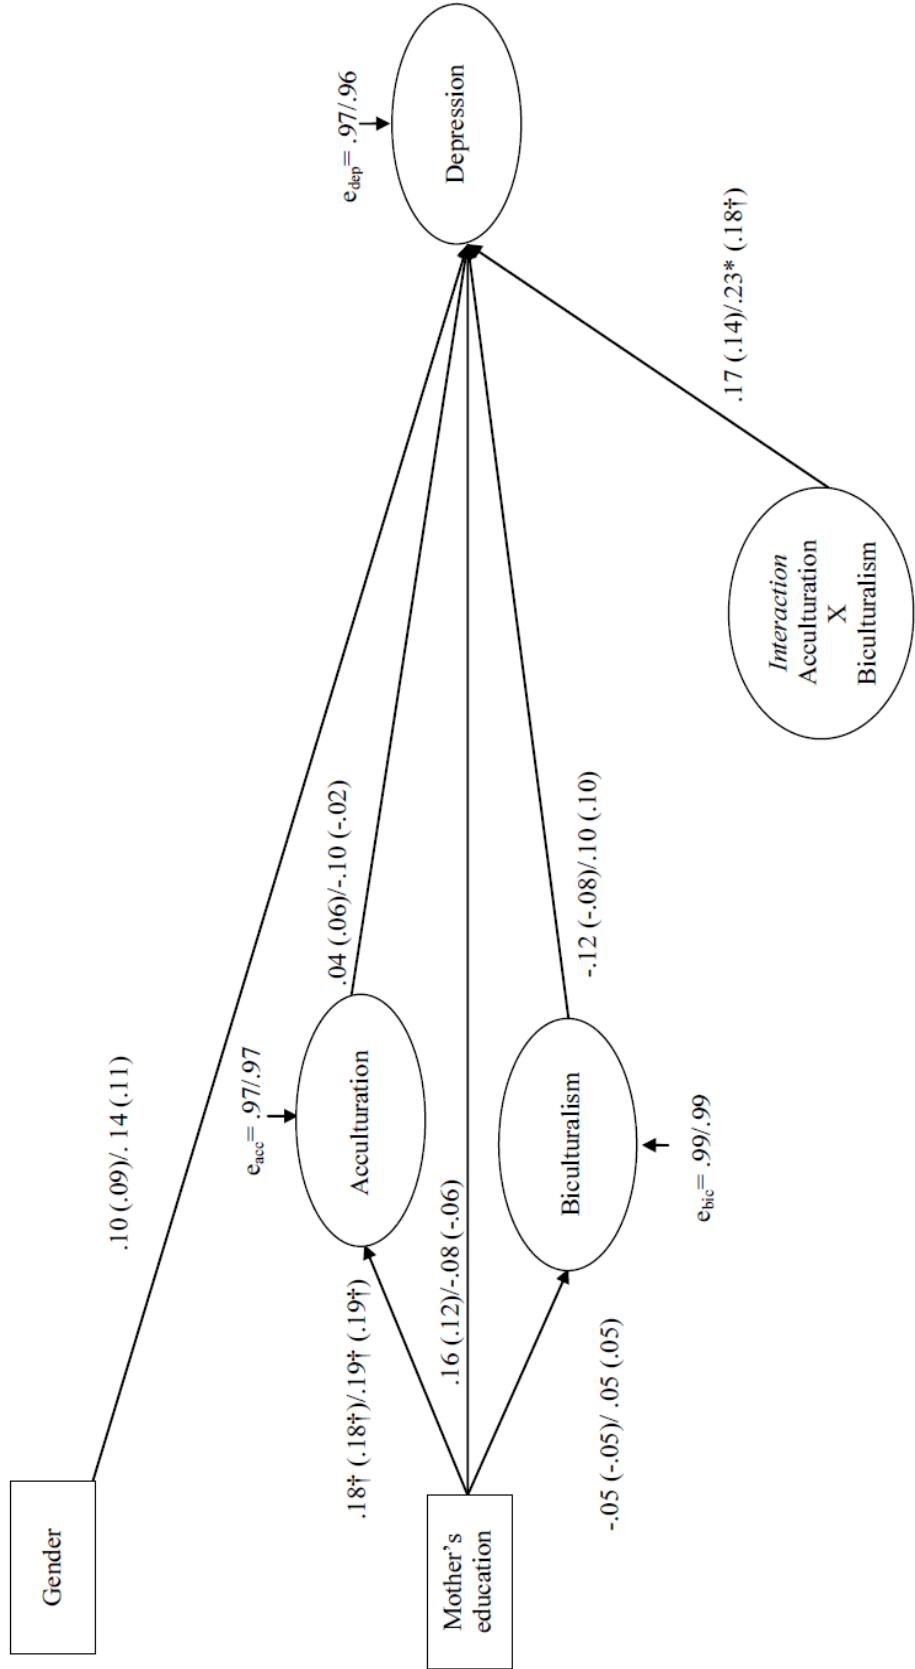 Gender
.10 (.09)/.14 (.11)
e_dep= .97/.96
Depression
e_acc= .97/.97
.18† (.18†)/.19† (.19†)
Acculturation
.04 (.06)/-.10 (-.02)
Mother's
education
.16 (.12)/-.08 (-.06)
-.05 (-.05)/ .05 (.05)
Biculturalism
-.12 (-.08)/.10 (.10)
e_bic= .99/.99
Interaction
Acculturation
X
Biculturalism
.17 (.14)/.23* (.18†)